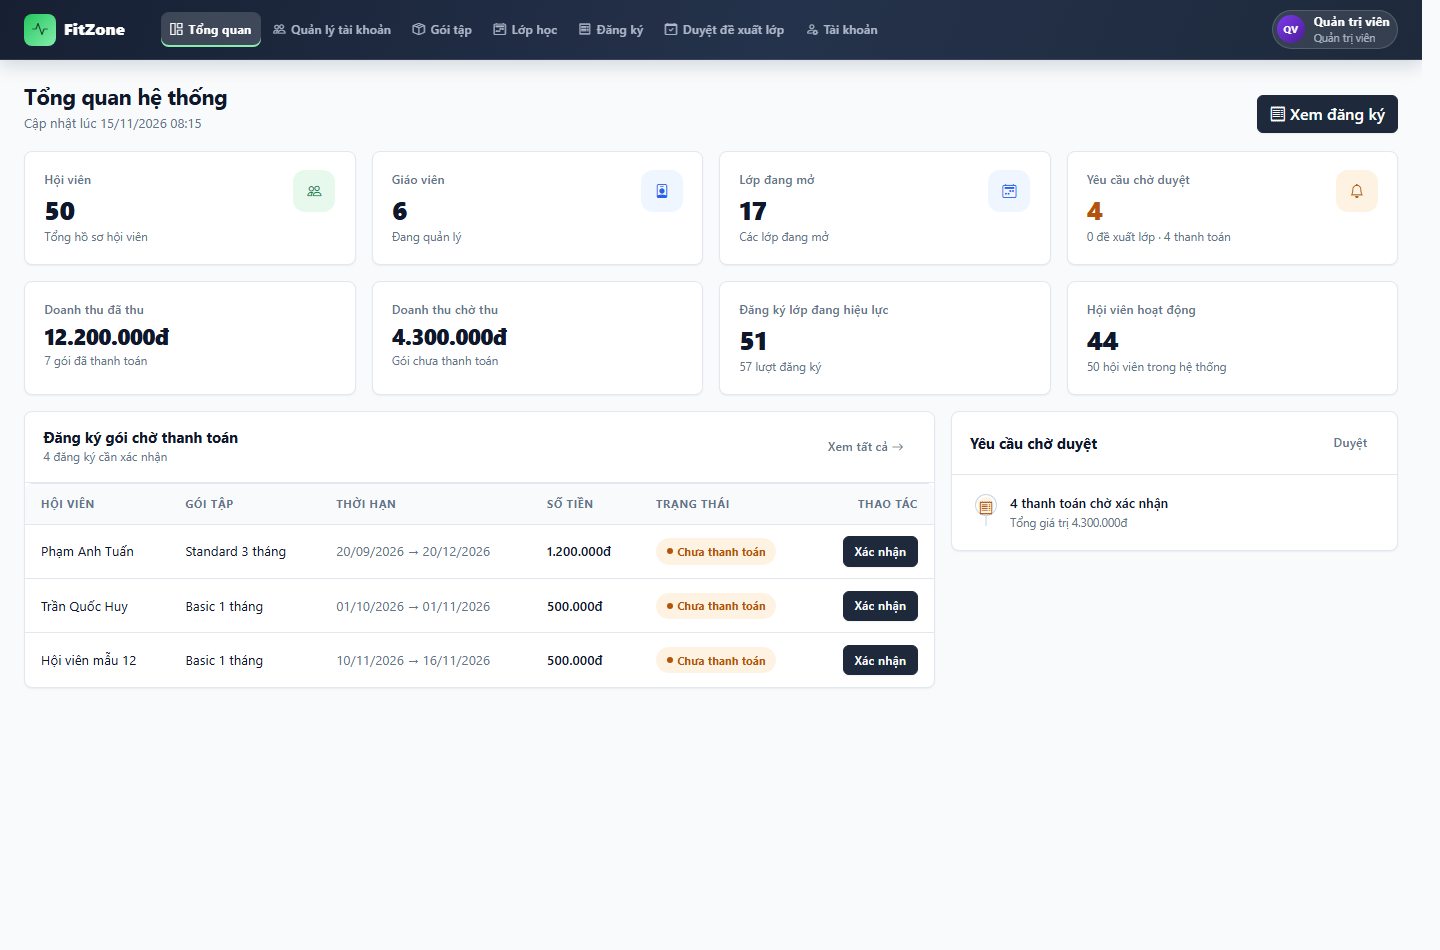 FitZone
Tổng quan
Quản lý tài khoản
Gói tập
Lớp học
Đăng ký
Duyệt đề xuất lớp
Tài khoản
QV
Quản trị viên
Quản trị viên
Tổng quan hệ thống
Cập nhật lúc 15/11/2026 08:15
Xem đăng ký
Hội viên
50
Tổng hồ sơ hội viên
Giáo viên
6
Đang quản lý
Lớp đang mở
17
Các lớp đang mở
Yêu cầu chờ duyệt
4
0 đề xuất lớp · 4 thanh toán
Doanh thu đã thu
12.200.000đ
7 gói đã thanh toán
Doanh thu chờ thu
4.300.000đ
Gói chưa thanh toán
Đăng ký lớp đang hiệu lực
51
57 lượt đăng ký
Hội viên hoạt động
44
50 hội viên trong hệ thống
Đăng ký gói chờ thanh toán
4 đăng ký cần xác nhận
Xem tất cả →
HỘI VIÊN GÓI TẬP THỜI HẠN SỐ TIỀN TRẠNG THÁI THAO TÁC
Phạm Anh Tuấn Standard 3 tháng 20/09/2026 → 20/12/2026 1.200.000đ Chưa thanh toán Xác nhận
Trần Quốc Huy Basic 1 tháng 01/10/2026 → 01/11/2026 500.000đ Chưa thanh toán Xác nhận
Hội viên mẫu 12 Basic 1 tháng 10/11/2026 → 16/11/2026 500.000đ Chưa thanh toán Xác nhận
Yêu cầu chờ duyệt
Duyệt
4 thanh toán chờ xác nhận
Tổng giá trị 4.300.000đ